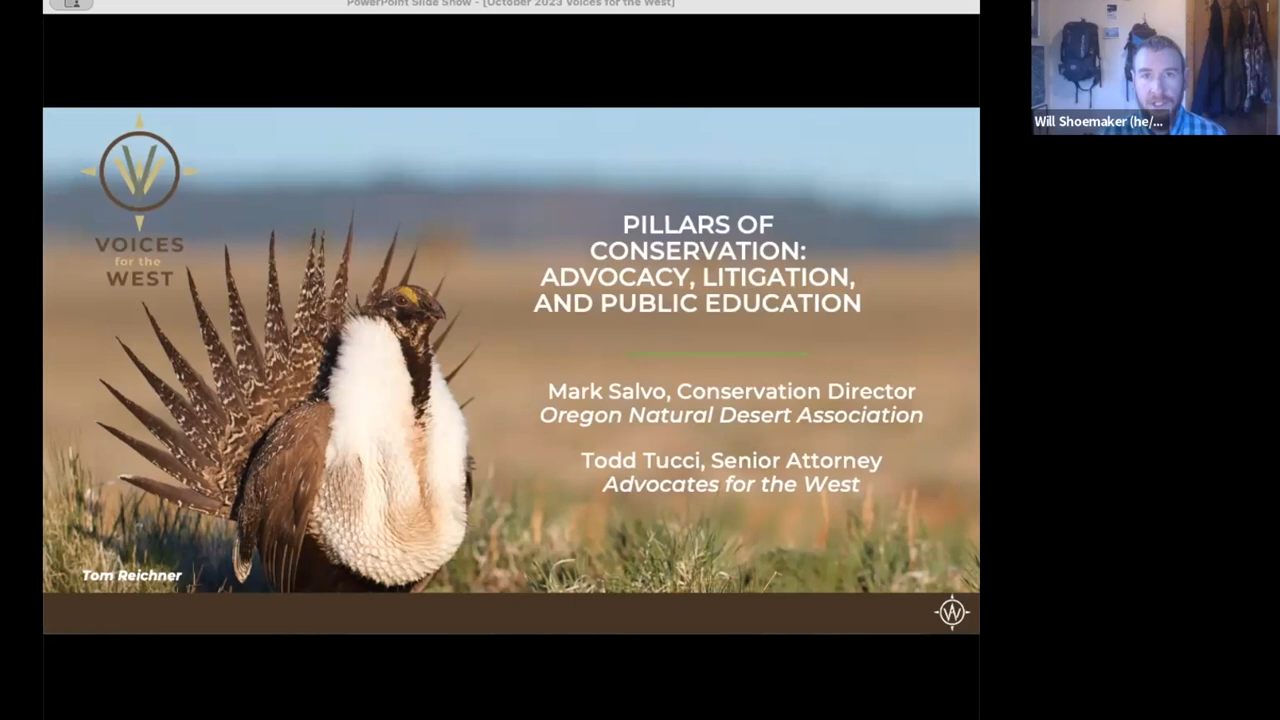 PowerPoint Slide Show - [October 2023 Voices for the West]
Will Shoemaker (he/...
VOICES
for the
WEST
PILLARS OF
CONSERVATION:
ADVOCACY, LITIGATION,
AND PUBLIC EDUCATION
Mark Salvo, Conservation Director
Oregon Natural Desert Association
Todd Tucci, Senior Attorney
Advocates for the West
Tom Reichner